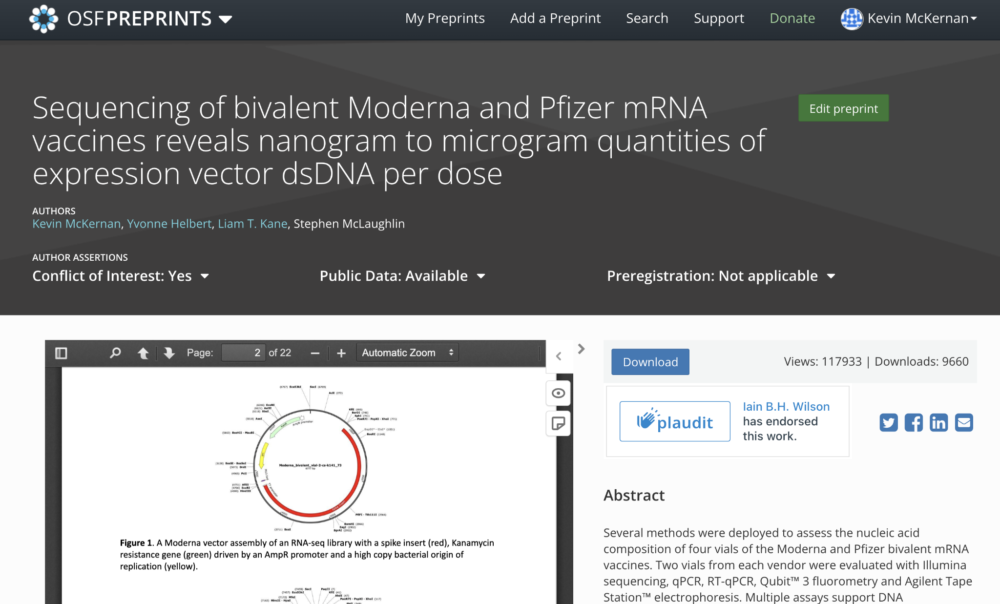 OSFPREPRINTS
My Preprints Add a Preprint Search Support Donate Kevin McKernan
Sequencing of bivalent Moderna and Pfizer mRNA
vaccines reveals nanogram to microgram quantities of
expression vector dsDNA per dose
Edit preprint
AUTHORS
Kevin McKernan, Yvonne Helbert, Liam T. Kane, Stephen McLaughlin
AUTHOR ASSERTIONS
Conflict of Interest: Yes
Public Data: Available
Preregistration: Not applicable
Page: 2 of 22
Automatic Zoom
(6767) Eco53kI
SacI (6769)
(6206) EcoNI
(6121) AsiSI
(6118) BbsI
(5918) AseI
(5663) BssHII - MauBI
KflI (695)
SphI (761)
PaeR7I - PspXI - XhoI (771)
BspDI* - ClaI* (1051)
BseRI (1140)
KanR
AmpR promoter
ori
Moderna_bivalent_vial-2-cs-k141_73
6777 bp
(5138) BssSI - BssSαI
(5073) DrdI
(4965) PciI
(4751) AflII
(4706) EcoRI
(4690) HindIII
T7 promoter
Spike insert
PflFI - Tth111I (2566)
BamHI (2866)
EagI (2902)
SgrAI (2952)
(3711) BsaI
Figure 1. A Moderna vector assembly of an RNA-seq library with a spike insert (red), Kanamycin
resistance gene (green) driven by an AmpR promoter and a high copy bacterial origin of
replication (yellow).
(7459) SacI
(7457) Eco53kI
(7172) MfeI
(7163) HincII - HpaI
PaqCI (7)
KflI (41)
AhdI (47)
PaeR7I - PspXI - XhoI (117)
Download
Views: 117933 | Downloads: 9660
plaudit
Iain B.H. Wilson
has endorsed
this work.
Abstract
Several methods were deployed to assess the nucleic acid
composition of four vials of the Moderna and Pfizer bivalent mRNA
vaccines. Two vials from each vendor were evaluated with Illumina
sequencing, qPCR, RT-qPCR, Qubit™ 3 fluorometry and Agilent Tape
Station™ electrophoresis. Multiple assays support DNA